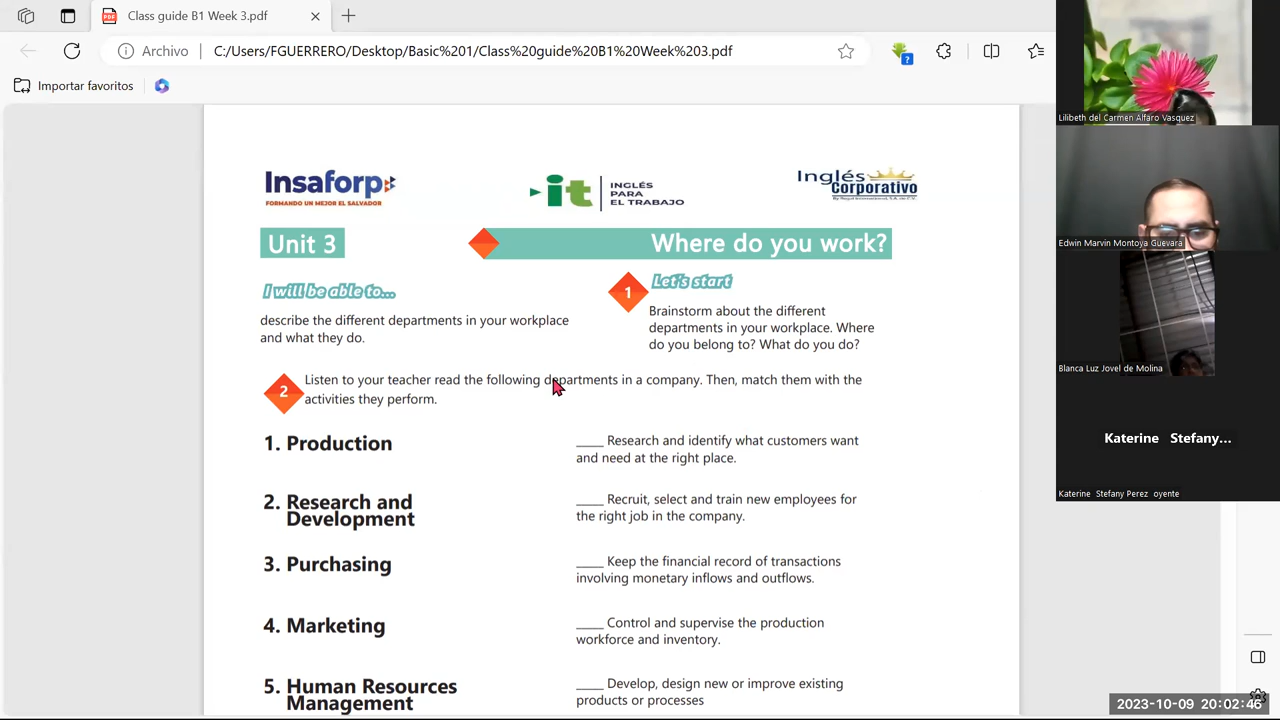 Class guide B1 Week 3.pdf
Archivo
C:/Users/FGUERRERO/Desktop/Basic%201/Class%20guide%20B1%20Week%203.pdf
Importar favoritos
Insaforp
FORMANDO UN MEJOR EL SALVADOR
it
INGLÉS
PARA
EL TRABAJO
Inglés
Corporativo
Unit 3
Where do you work?
I will be able to...
describe the different departments in your workplace
and what they do.
1
Let's start
Brainstorm about the different
departments in your workplace. Where
do you belong to? What do you do?
2
Listen to your teacher read the following departments in a company. Then, match them with the
activities they perform.
1. Production
____ Research and identify what customers want
and need at the right place.
2. Research and
Development
____ Recruit, select and train new employees for
the right job in the company.
3. Purchasing
____ Keep the financial record of transactions
involving monetary inflows and outflows.
4. Marketing
____ Control and supervise the production
workforce and inventory.
5. Human Resources
Management
____ Develop, design new or improve existing
products or processes
Lilibeth del Carmen Alfaro Vasquez
Edwin Marvin Montoya Guevara
Blanca Luz Jovel de Molina
Katerine Stefany...
Katerine Stefany Perez oyente
2023-10-09 20:02:46